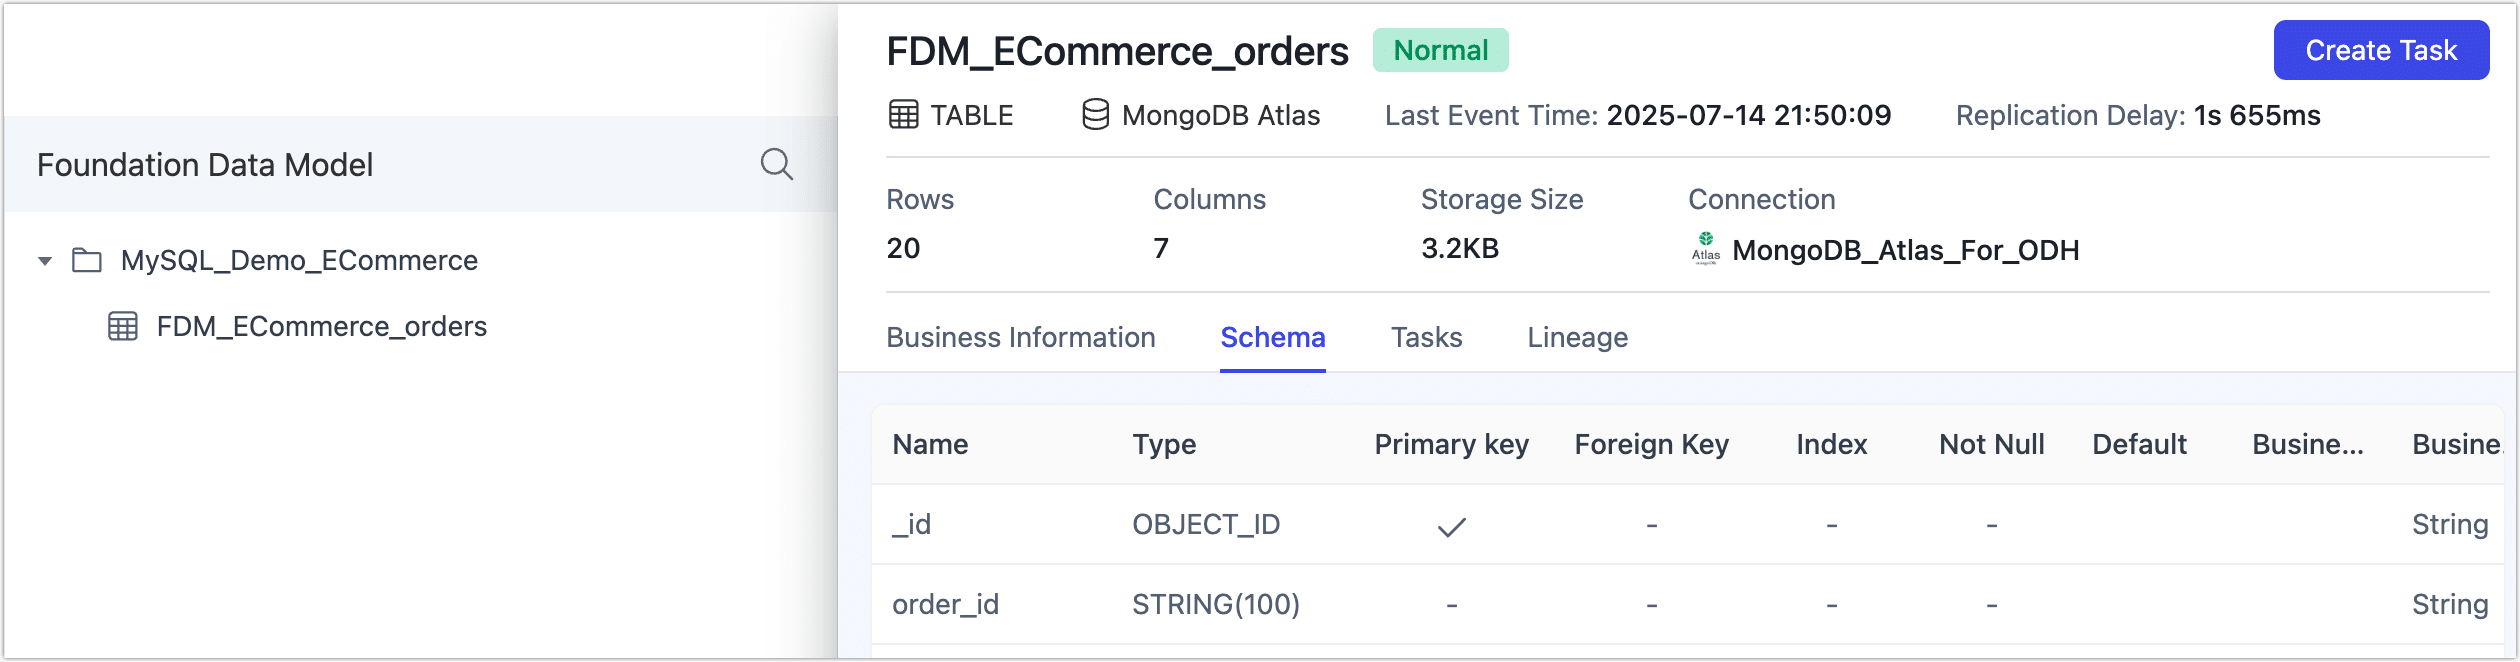 FDM_ECommerce_orders Normal Create Task
TABLE MongoDB Atlas Last Event Time: 2025-07-14 21:50:09 Replication Delay: 1s 655ms
Foundation Data Model
MySQL_Demo_ECommerce
FDM_ECommerce_orders
Rows Columns Storage Size Connection
20 7 3.2KB Atlas MongoDB_Atlas_For_ODH
Business Information Schema Tasks Lineage
Name Type Primary key Foreign Key Index Not Null Default Busine... Busine.
_id OBJECT_ID - - - String
order_id STRING(100) - - - - String